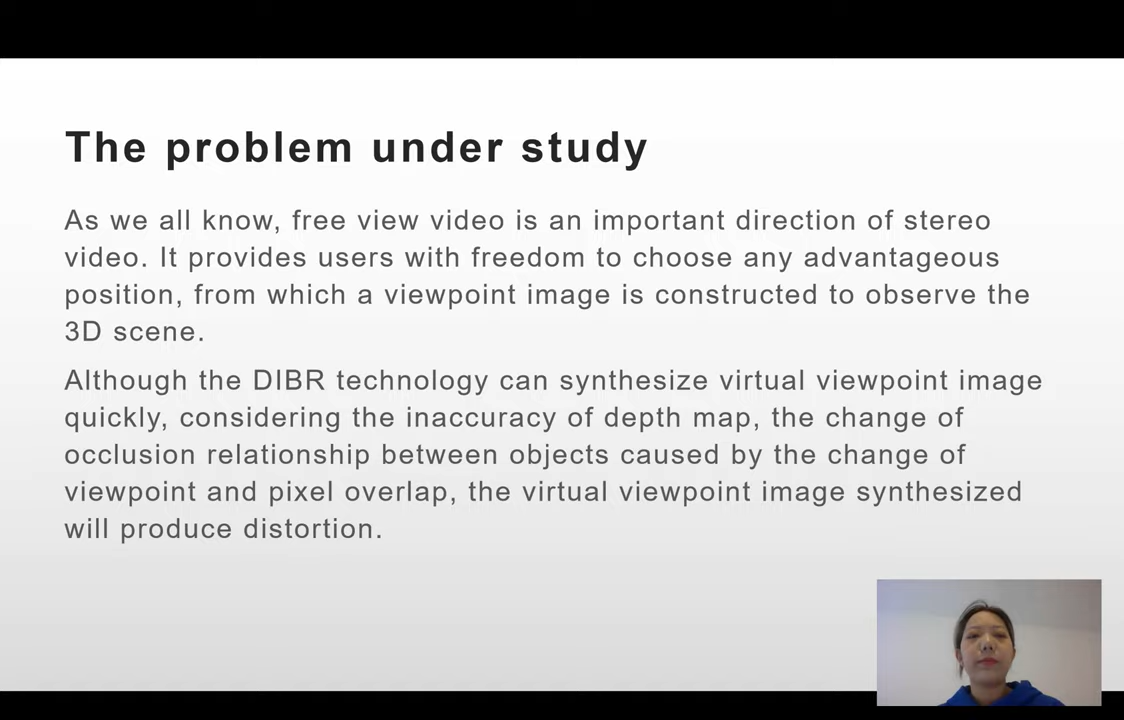 The problem under study
As we all know, free view video is an important direction of stereo
video. It provides users with freedom to choose any advantageous
position, from which a viewpoint image is constructed to observe the
3D scene.
Although the DIBR technology can synthesize virtual viewpoint image
quickly, considering the inaccuracy of depth map, the change of
occlusion relationship between objects caused by the change of
viewpoint and pixel overlap, the virtual viewpoint image synthesized
will produce distortion.